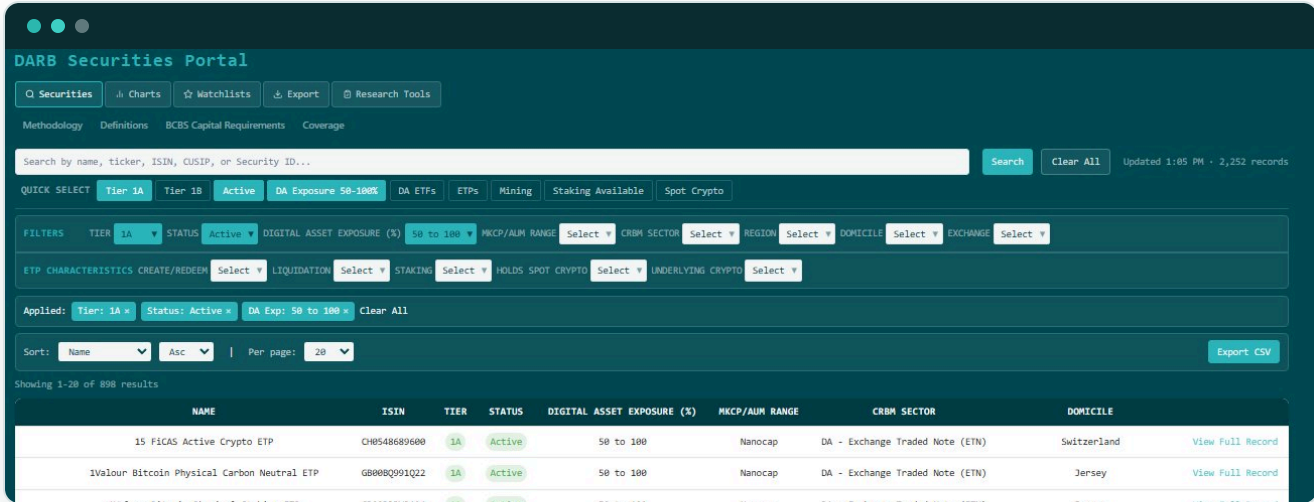 DARB Securities Portal
Securities Charts Watchlists Export Research Tools
Methodology Definitions BCBS Capital Requirements Coverage
Search by name, ticker, ISIN, CUSIP, or Security ID... Search Clear All Updated 1:05 PM · 2,252 records
QUICK SELECT Tier 1A Tier 1B Active DA Exposure 50-100% DA ETFs ETPs Mining Staking Available Spot Crypto
FILTERS TIER 1A STATUS Active DIGITAL ASSET EXPOSURE (%) 50 to 100 MKCP/AUM RANGE Select CRBM SECTOR Select REGION Select DOMICILE Select EXCHANGE Select
ETP CHARACTERISTICS CREATE/REDEEM Select LIQUIDATION Select STAKING Select HOLDS SPOT CRYPTO Select UNDERLYING CRYPTO Select
Applied: Tier: 1A × Status: Active × DA Exp: 50 to 100 × Clear All
Sort: Name Asc | Per page: 20 Export CSV
Showing 1-20 of 898 results
NAME ISIN TIER STATUS DIGITAL ASSET EXPOSURE (%) MKCP/AUM RANGE CRBM SECTOR DOMICILE
15 FiCAS Active Crypto ETP CH0548689600 1A Active 50 to 100 Nanocap DA - Exchange Traded Note (ETN) Switzerland View Full Record
1Valour Bitcoin Physical Carbon Neutral ETP GB00BQ991Q22 1A Active 50 to 100 Nanocap DA - Exchange Traded Note (ETN) Jersey View Full Record